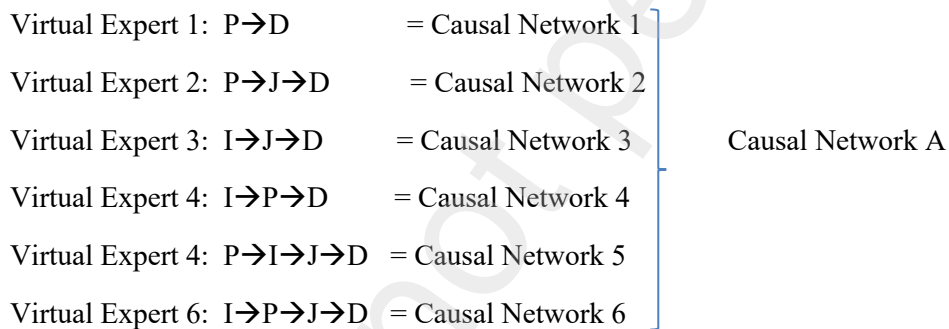 Virtual Expert 1: P→D = Causal Network 1
Virtual Expert 2: P→J→D = Causal Network 2
Virtual Expert 3: I→J→D = Causal Network 3 Causal Network A
Virtual Expert 4: I→P→D = Causal Network 4
Virtual Expert 4: P→I→J→D = Causal Network 5
Virtual Expert 6: I→P→J→D = Causal Network 6
not pe